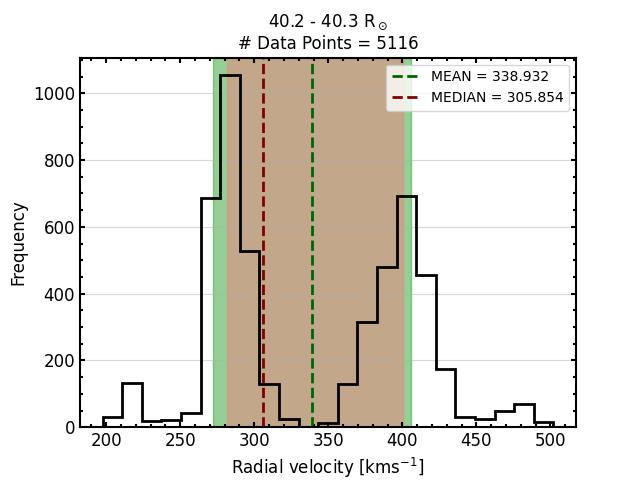 40.2 - 40.3 R⊙
# Data Points = 5116
MEAN = 338.932
MEDIAN = 305.854
1000
800
600
400
200
0
Frequency
200 250 300 350 400 450 500
Radial velocity [kms⁻¹]